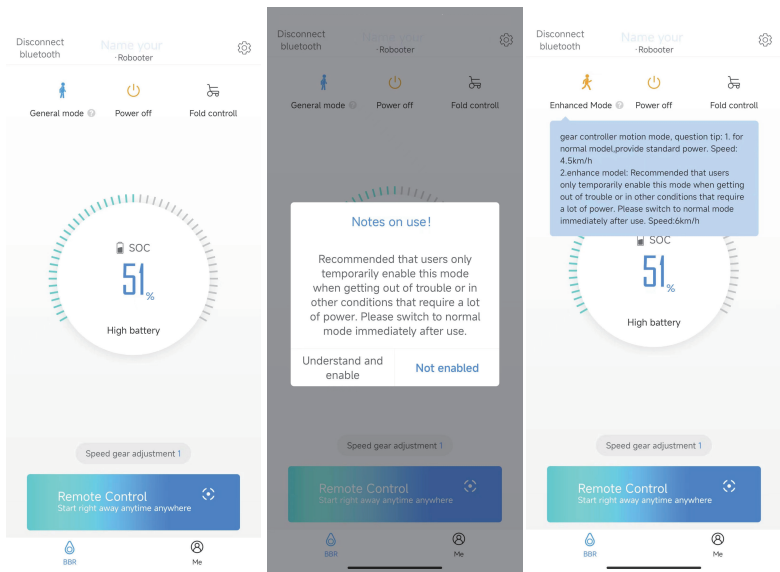 Disconnect
bluetooth
Name your
· Robooter
General mode
Power off
Fold controll
SOC
51%
High battery
Speed gear adjustment 1
Remote Control
Start right away anytime anywhere
BBR
Me
Disconnect
bluetooth
· Robooter
General mode
Power off
Fold controll
Notes on use!
Recommended that users only
temporarily enable this mode
when getting out of trouble or in
other conditions that require a lot
of power. Please switch to normal
mode immediately after use.
Understand and
enable
Not enabled
Speed gear adjustment 1
Remote Control
Start right away anytime anywhere
BBR
Me
Disconnect
bluetooth
Name your
· Robooter
Enhanced Mode
Power off
Fold controll
gear controller motion mode, question tip: 1. for
normal model,provide standard power. Speed:
4.5km/h
2.enhance model: Recommended that users
only temporarily enable this mode when getting
out of trouble or in other conditions that require
a lot of power. Please switch to normal mode
immediately after use. Speed:6km/h
SOC
51%
High battery
Speed gear adjustment 1
Remote Control
Start right away anytime anywhere
BBR
Me